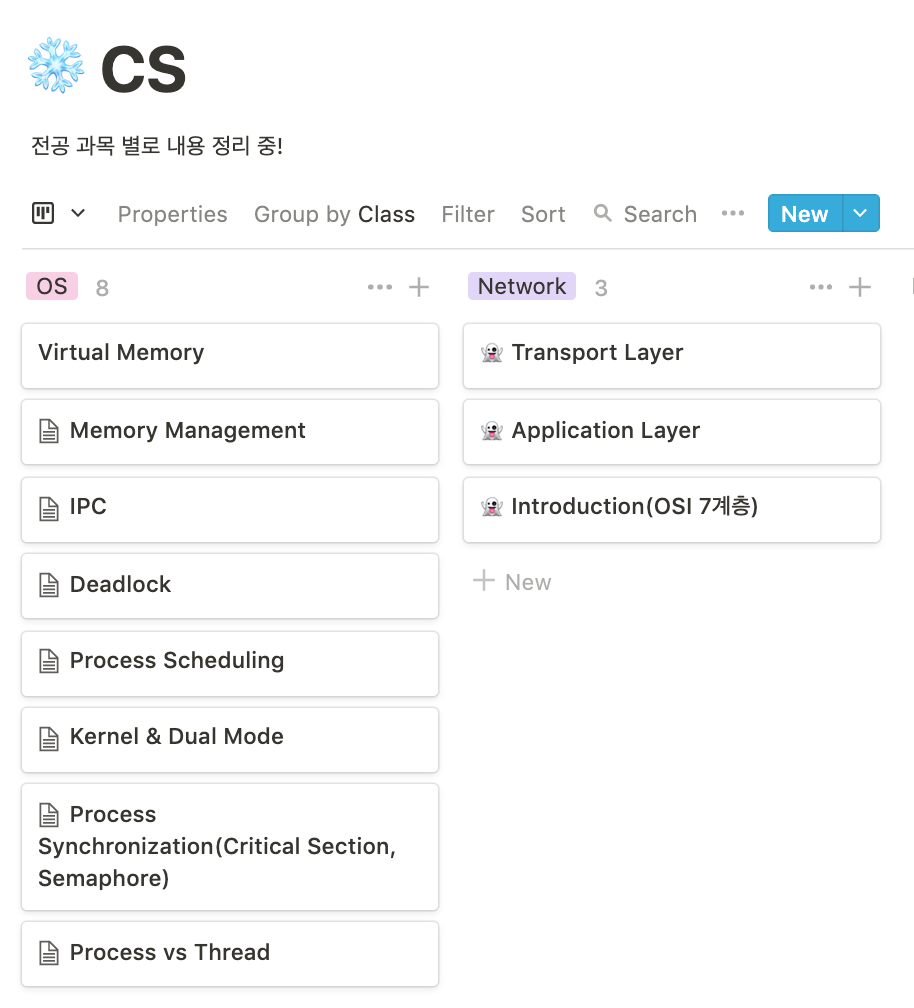 CS
전공 과목 별로 내용 정리 중!
Properties Group by Class Filter Sort Search New
OS 8
Virtual Memory
Memory Management
IPC
Deadlock
Process Scheduling
Kernel & Dual Mode
Process
Synchronization(Critical Section,
Semaphore)
Process vs Thread
Network 3
Transport Layer
Application Layer
Introduction(OSI 7계층)
New